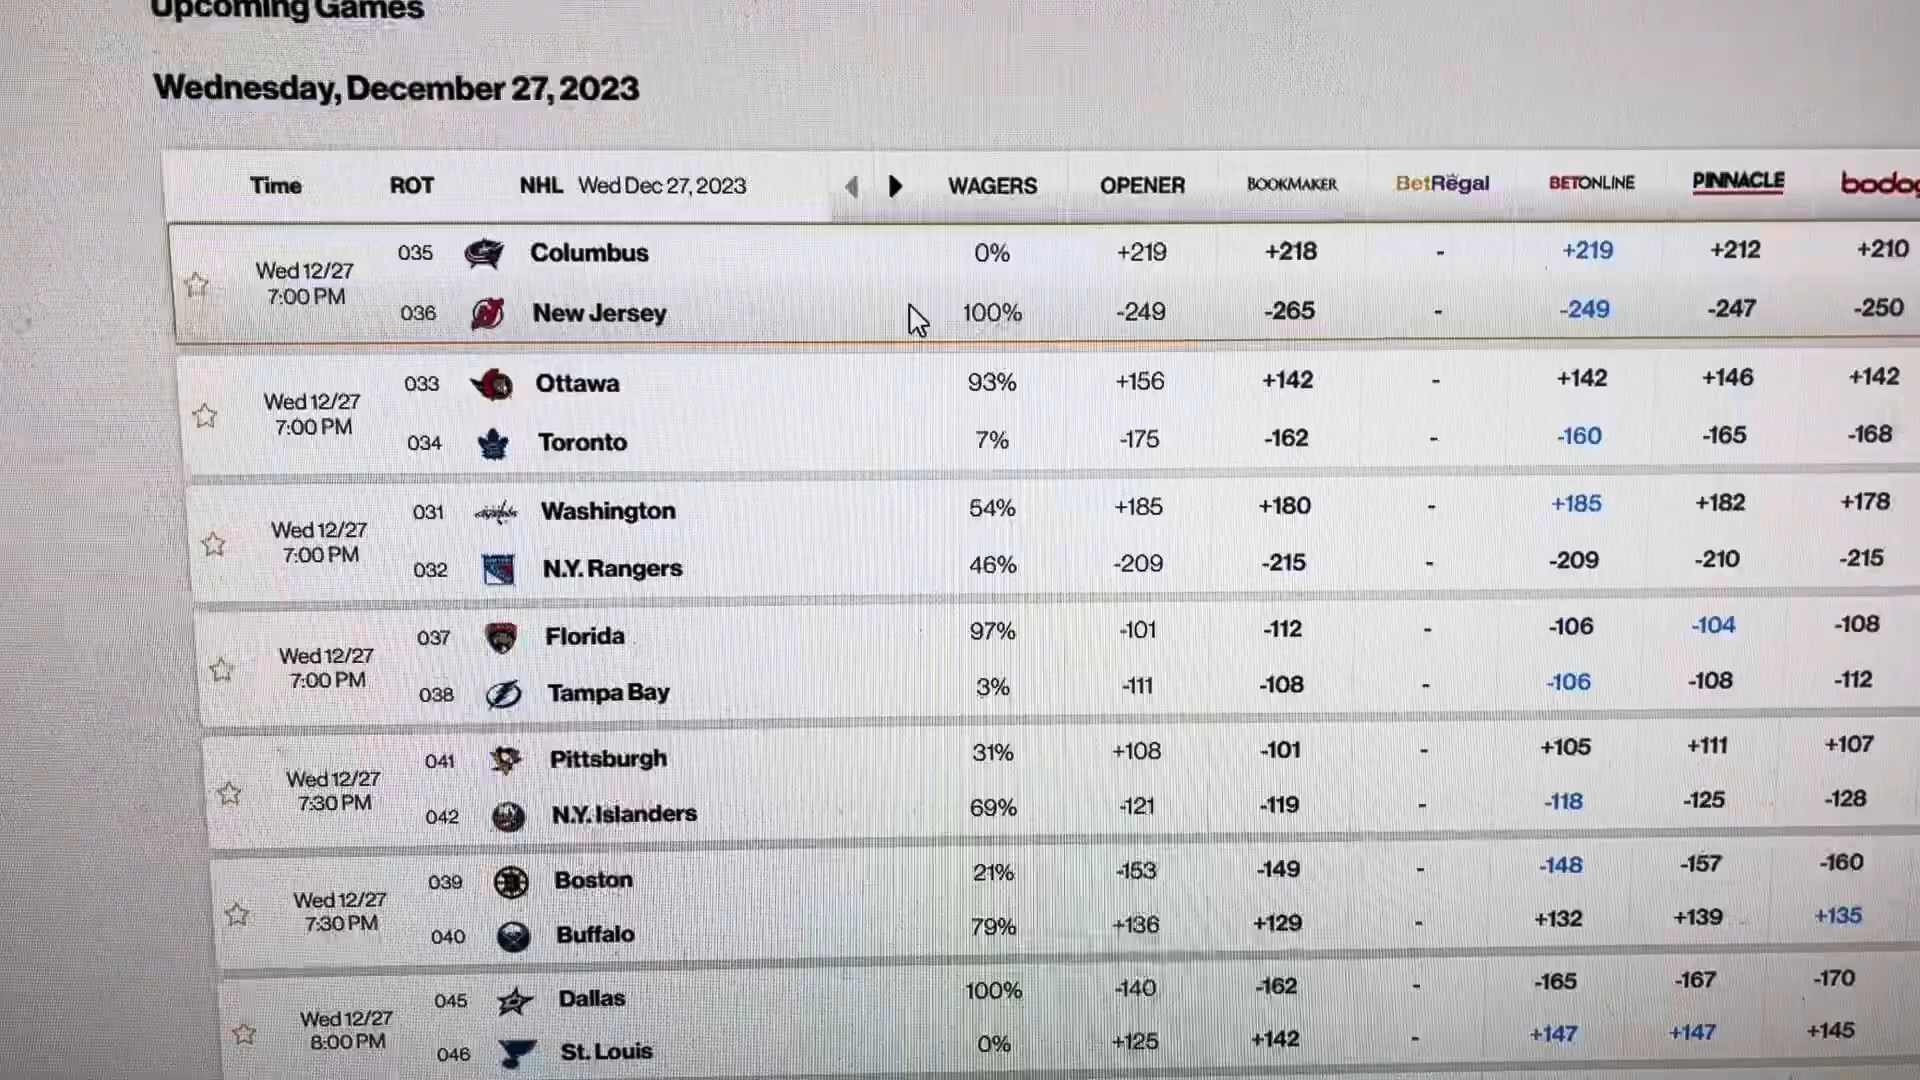 Upcoming Games
Wednesday, December 27, 2023
Time ROT NHL Wed Dec 27, 2023 WAGERS OPENER BOOKMAKER BetRegal BETONLINE PINNACLE bodog
Wed 12/27 7:00 PM
035 Columbus 0% +219 +218 - +219 +212 +210
036 New Jersey 100% -249 -265 - -249 -247 -250
Wed 12/27 7:00 PM
033 Ottawa 93% +156 +142 - +142 +146 +142
034 Toronto 7% -175 -162 - -160 -165 -168
Wed 12/27 7:00 PM
031 Washington 54% +185 +180 - +185 +182 +178
032 N.Y. Rangers 46% -209 -215 - -209 -210 -215
Wed 12/27 7:00 PM
037 Florida 97% -101 -112 - -106 -104 -108
038 Tampa Bay 3% -111 -108 - -106 -108 -112
Wed 12/27 7:30 PM
041 Pittsburgh 31% +108 -101 - +105 +111 +107
042 N.Y. Islanders 69% -121 -119 - -118 -125 -128
Wed 12/27 7:30 PM
039 Boston 21% -153 -149 - -148 -157 -160
040 Buffalo 79% +136 +129 - +132 +139 +135
Wed 12/27 8:00 PM
045 Dallas 100% -140 -162 - -165 -167 -170
046 St. Louis 0% +125 +142 - +147 +147 +145